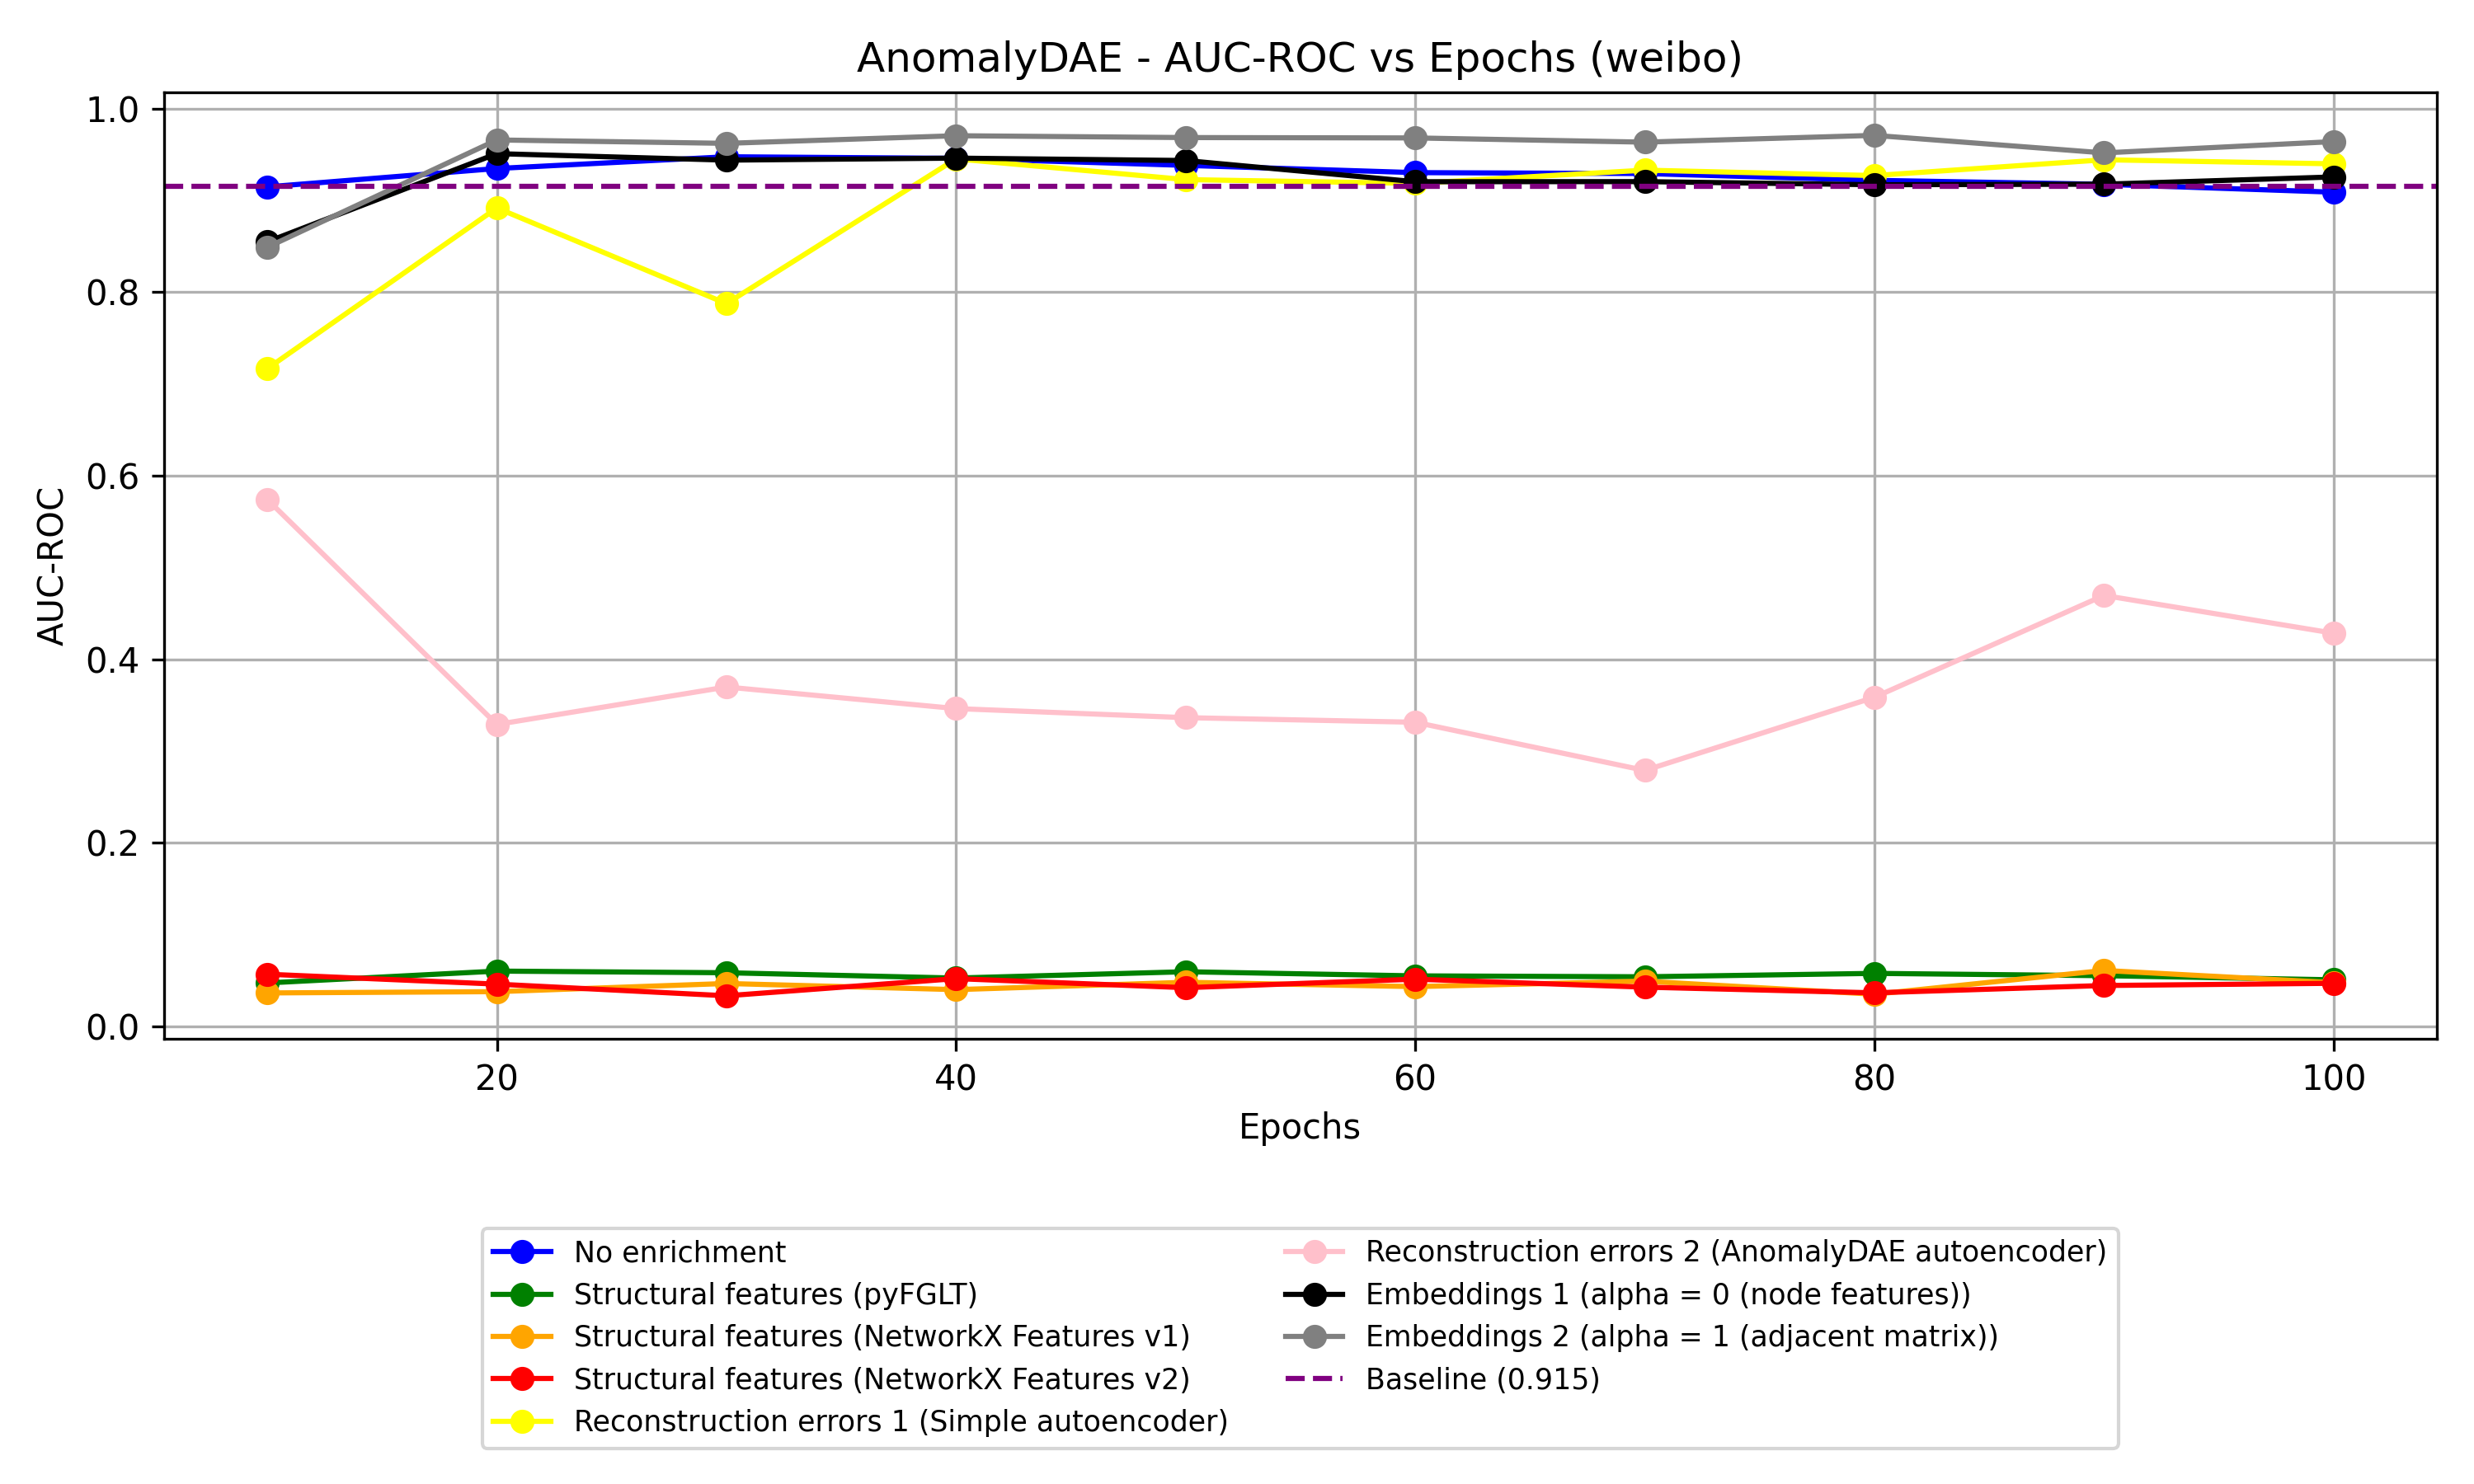 AnomalyDAE - AUC-ROC vs Epochs (weibo)
AUC-ROC
1.0
0.8
0.6
0.4
0.2
0.0
20 40 60 80 100
Epochs
No enrichment
Structural features (pyFGLT)
Structural features (NetworkX Features v1)
Structural features (NetworkX Features v2)
Reconstruction errors 1 (Simple autoencoder)
Reconstruction errors 2 (AnomalyDAE autoencoder)
Embeddings 1 (alpha = 0 (node features))
Embeddings 2 (alpha = 1 (adjacent matrix))
Baseline (0.915)